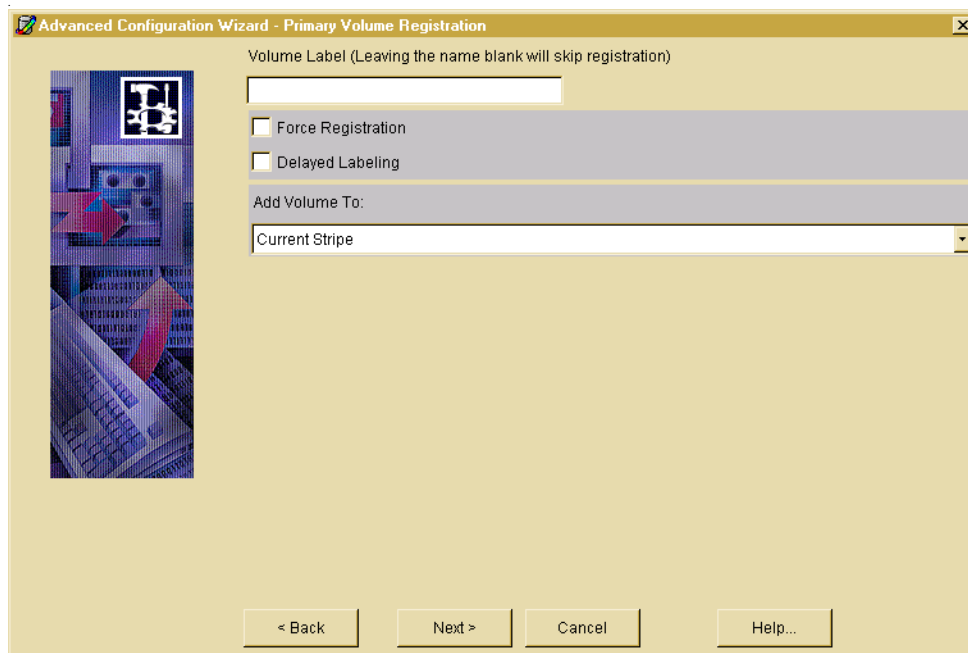 Advanced Configuration Wizard - Primary Volume Registration
Volume Label (Leaving the name blank will skip registration)
Force Registration
Delayed Labeling
Add Volume To:
Current Stripe
< Back
Next >
Cancel
Help...